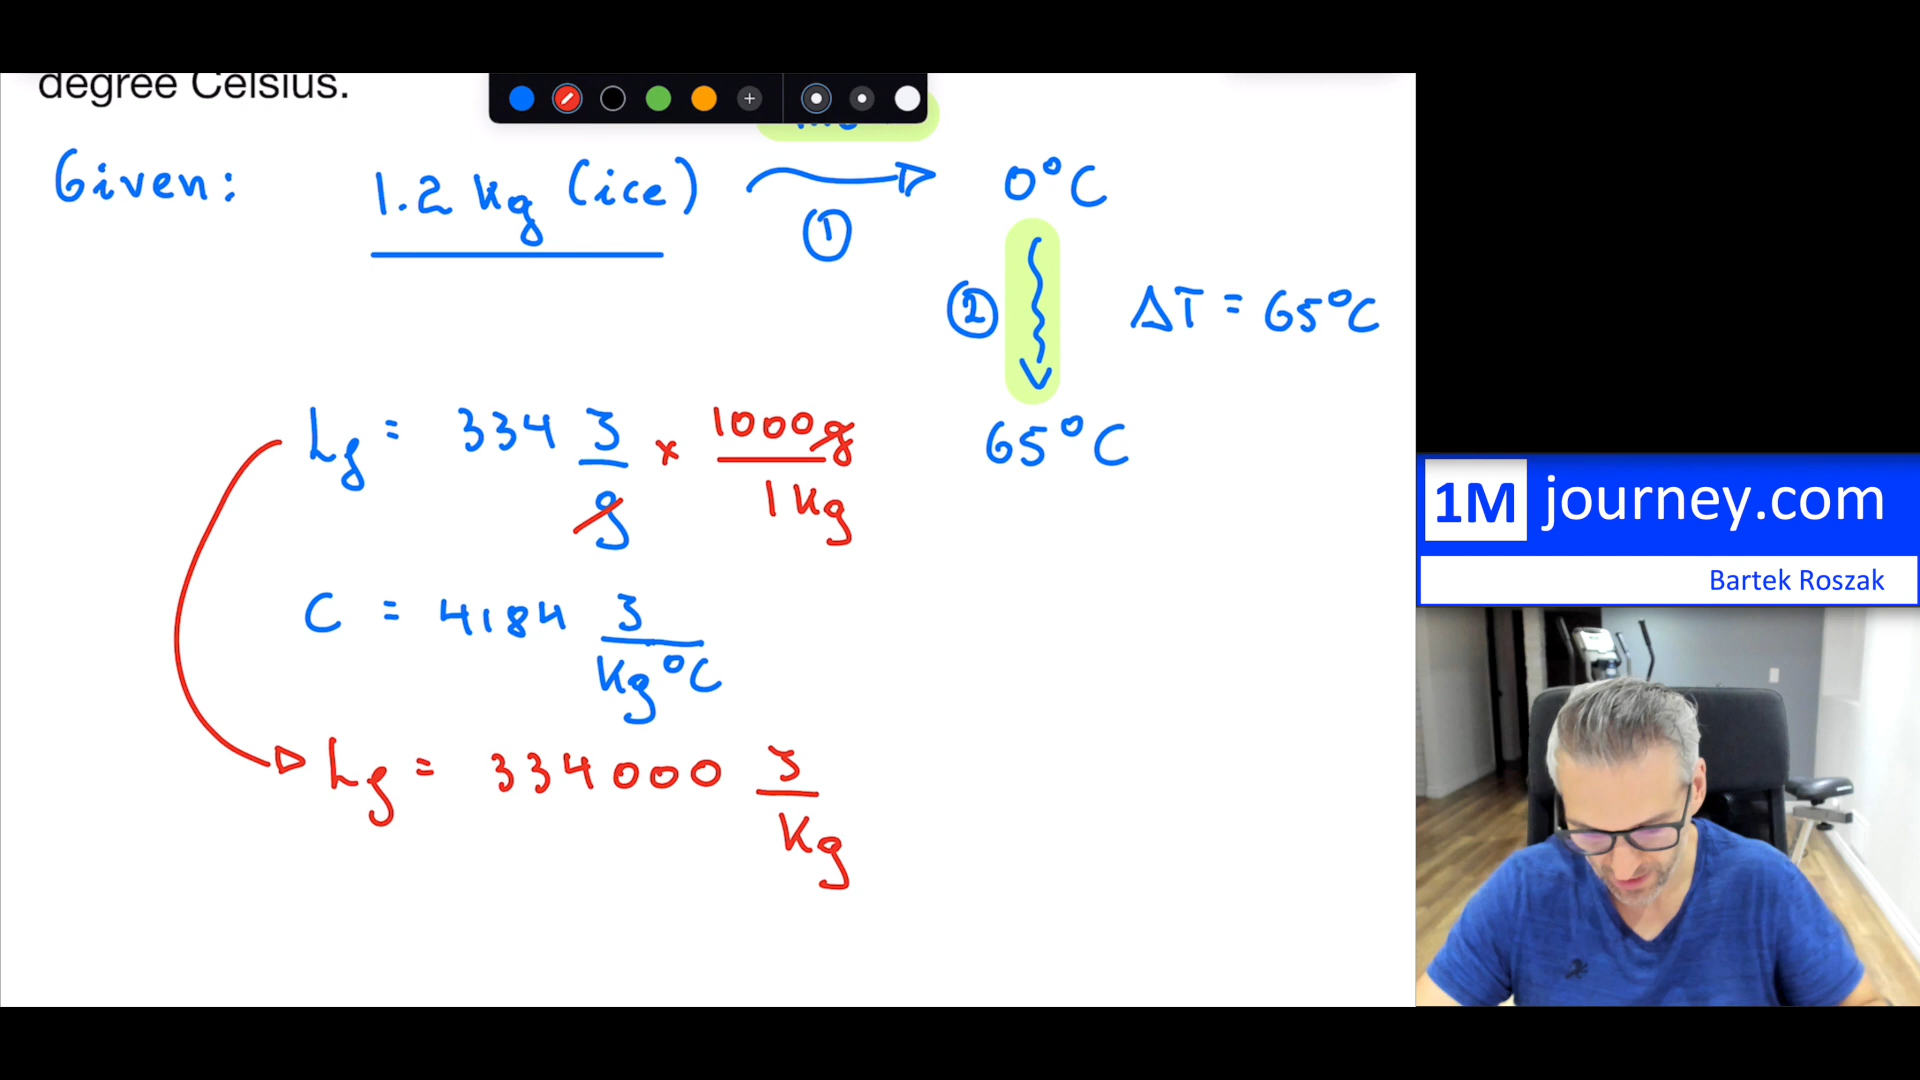 degree Celsius.
Given: 1.2 kg (ice) 0°C
①
② ΔT = 65°C
Lf = 334 J/g × 1000g/1kg 65°C
C = 4184 J/kg°C
Lf = 334000 J/kg
1M journey.com
Bartek Roszak